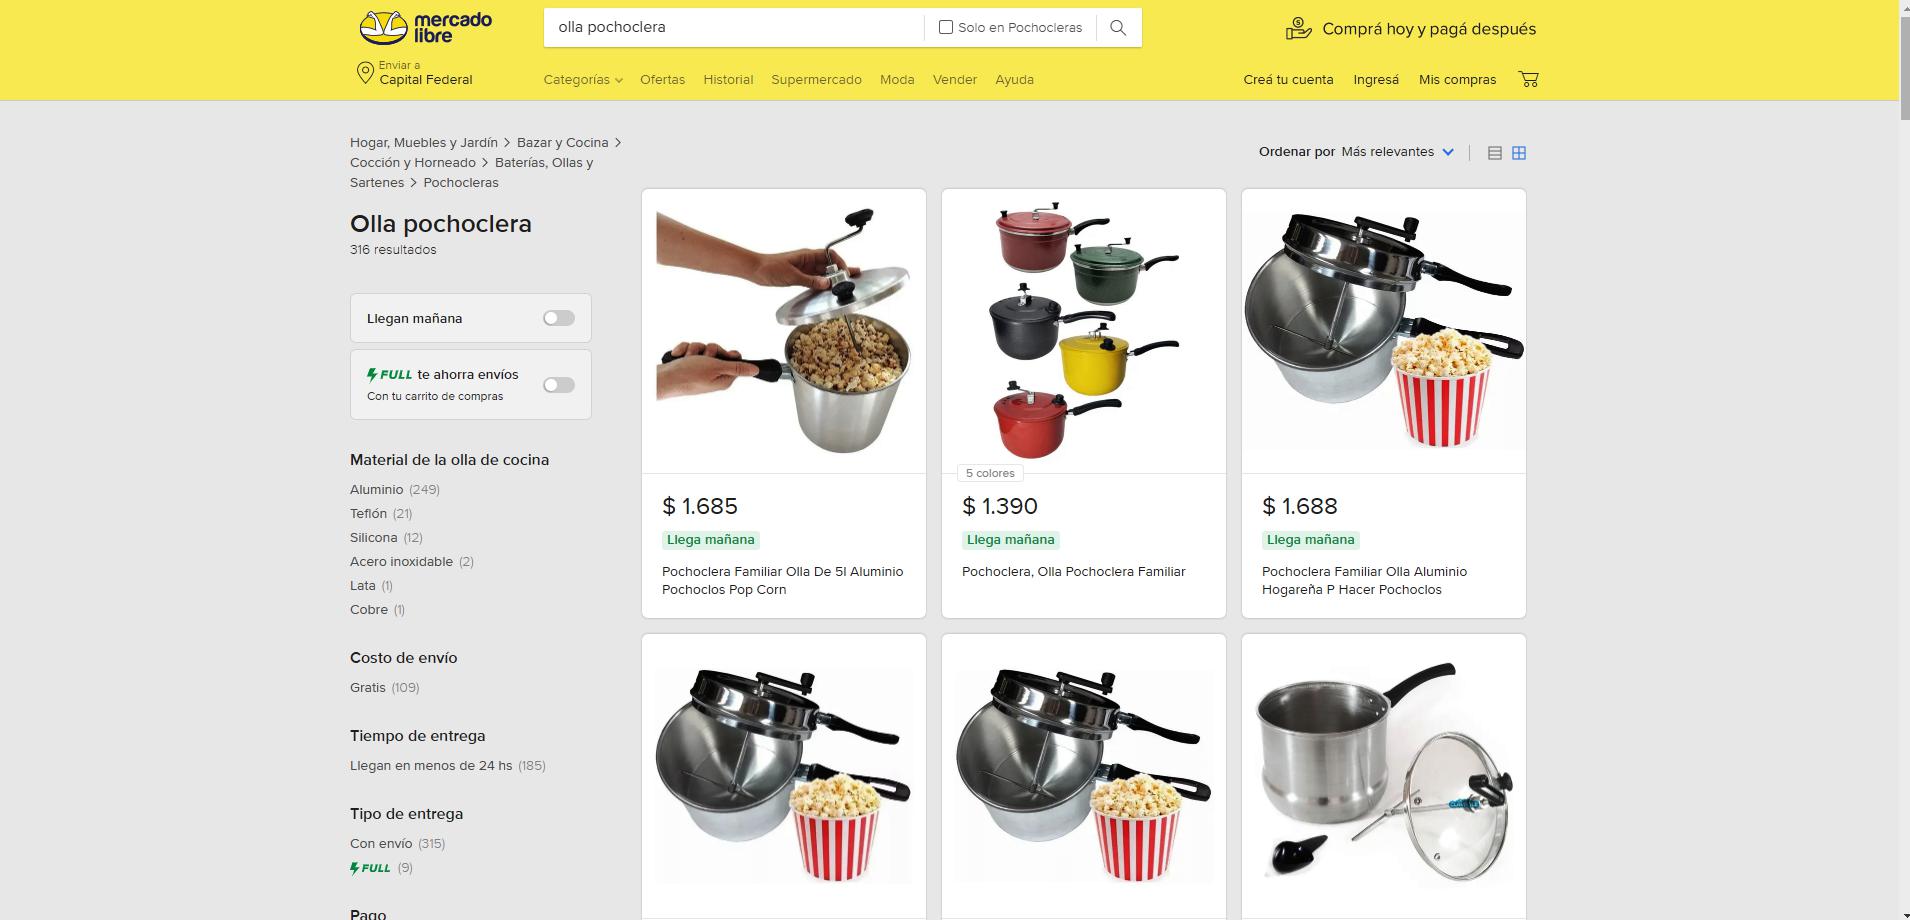 mercado
libre
olla pochoclera
Solo en Pochocleras
Comprá hoy y pagá después
Enviar a
Capital Federal
Categorías
Ofertas
Historial
Supermercado
Moda
Vender
Ayuda
Creá tu cuenta
Ingresá
Mis compras
Hogar, Muebles y Jardín > Bazar y Cocina >
Cocción y Horneado > Baterías, Ollas y
Sartenes > Pochocleras
Olla pochoclera
316 resultados
Llegan mañana
FULL te ahorra envíos
Con tu carrito de compras
Material de la olla de cocina
Aluminio (249)
Teflón (21)
Silicona (12)
Acero inoxidable (2)
Lata (1)
Cobre (1)
Costo de envío
Gratis (109)
Tiempo de entrega
Llegan en menos de 24 hs (185)
Tipo de entrega
Con envío (315)
FULL (9)
Pago
Ordenar por Más relevantes
$ 1.685
Llega mañana
Pochoclera Familiar Olla De 5l Aluminio
Pochoclos Pop Corn
5 colores
$ 1.390
Llega mañana
Pochoclera, Olla Pochoclera Familiar
$ 1.688
Llega mañana
Pochoclera Familiar Olla Aluminio
Hogareña P Hacer Pochoclos